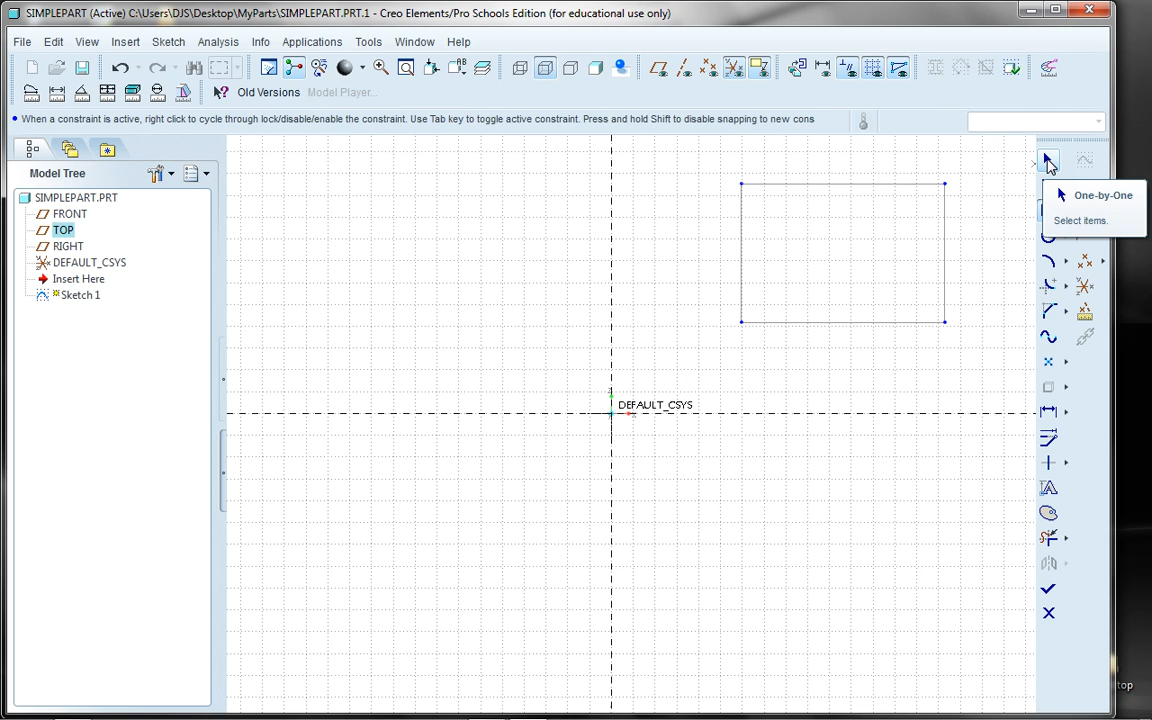 SIMPLEPART (Active) C:\Users\DJS\Desktop\MyParts\SIMPLEPART.PRT.1 - Creo Elements/Pro Schools Edition (for educational use only)
File Edit View Insert Sketch Analysis Info Applications Tools Window Help
Old Versions Model Player...
When a constraint is active, right click to cycle through lock/disable/enable the constraint. Use Tab key to toggle active constraint. Press and hold Shift to disable snapping to new cons
Model Tree
SIMPLEPART.PRT
FRONT
TOP
RIGHT
DEFAULT_CSYS
Insert Here
Sketch 1
One-by-One
Select items.
DEFAULT_CSYS
top